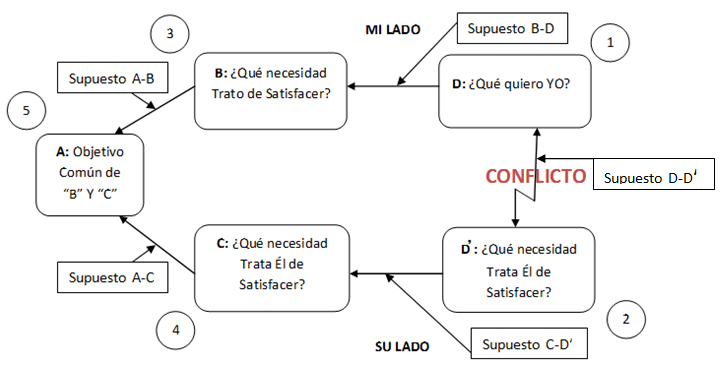 MI LADO
Supuesto B-D
3
1
Supuesto A-B
B: ¿Qué necesidad
Trato de Satisfacer?
D: ¿Qué quiero YO?
5
A: Objetivo
Común de
“B” Y “C”
CONFLICTO
Supuesto D-D'
C: ¿Qué necesidad
Trata Él de
Satisfacer?
D’: ¿Qué necesidad
Trata Él de
Satisfacer?
Supuesto A-C
4
2
SU LADO
Supuesto C-D’